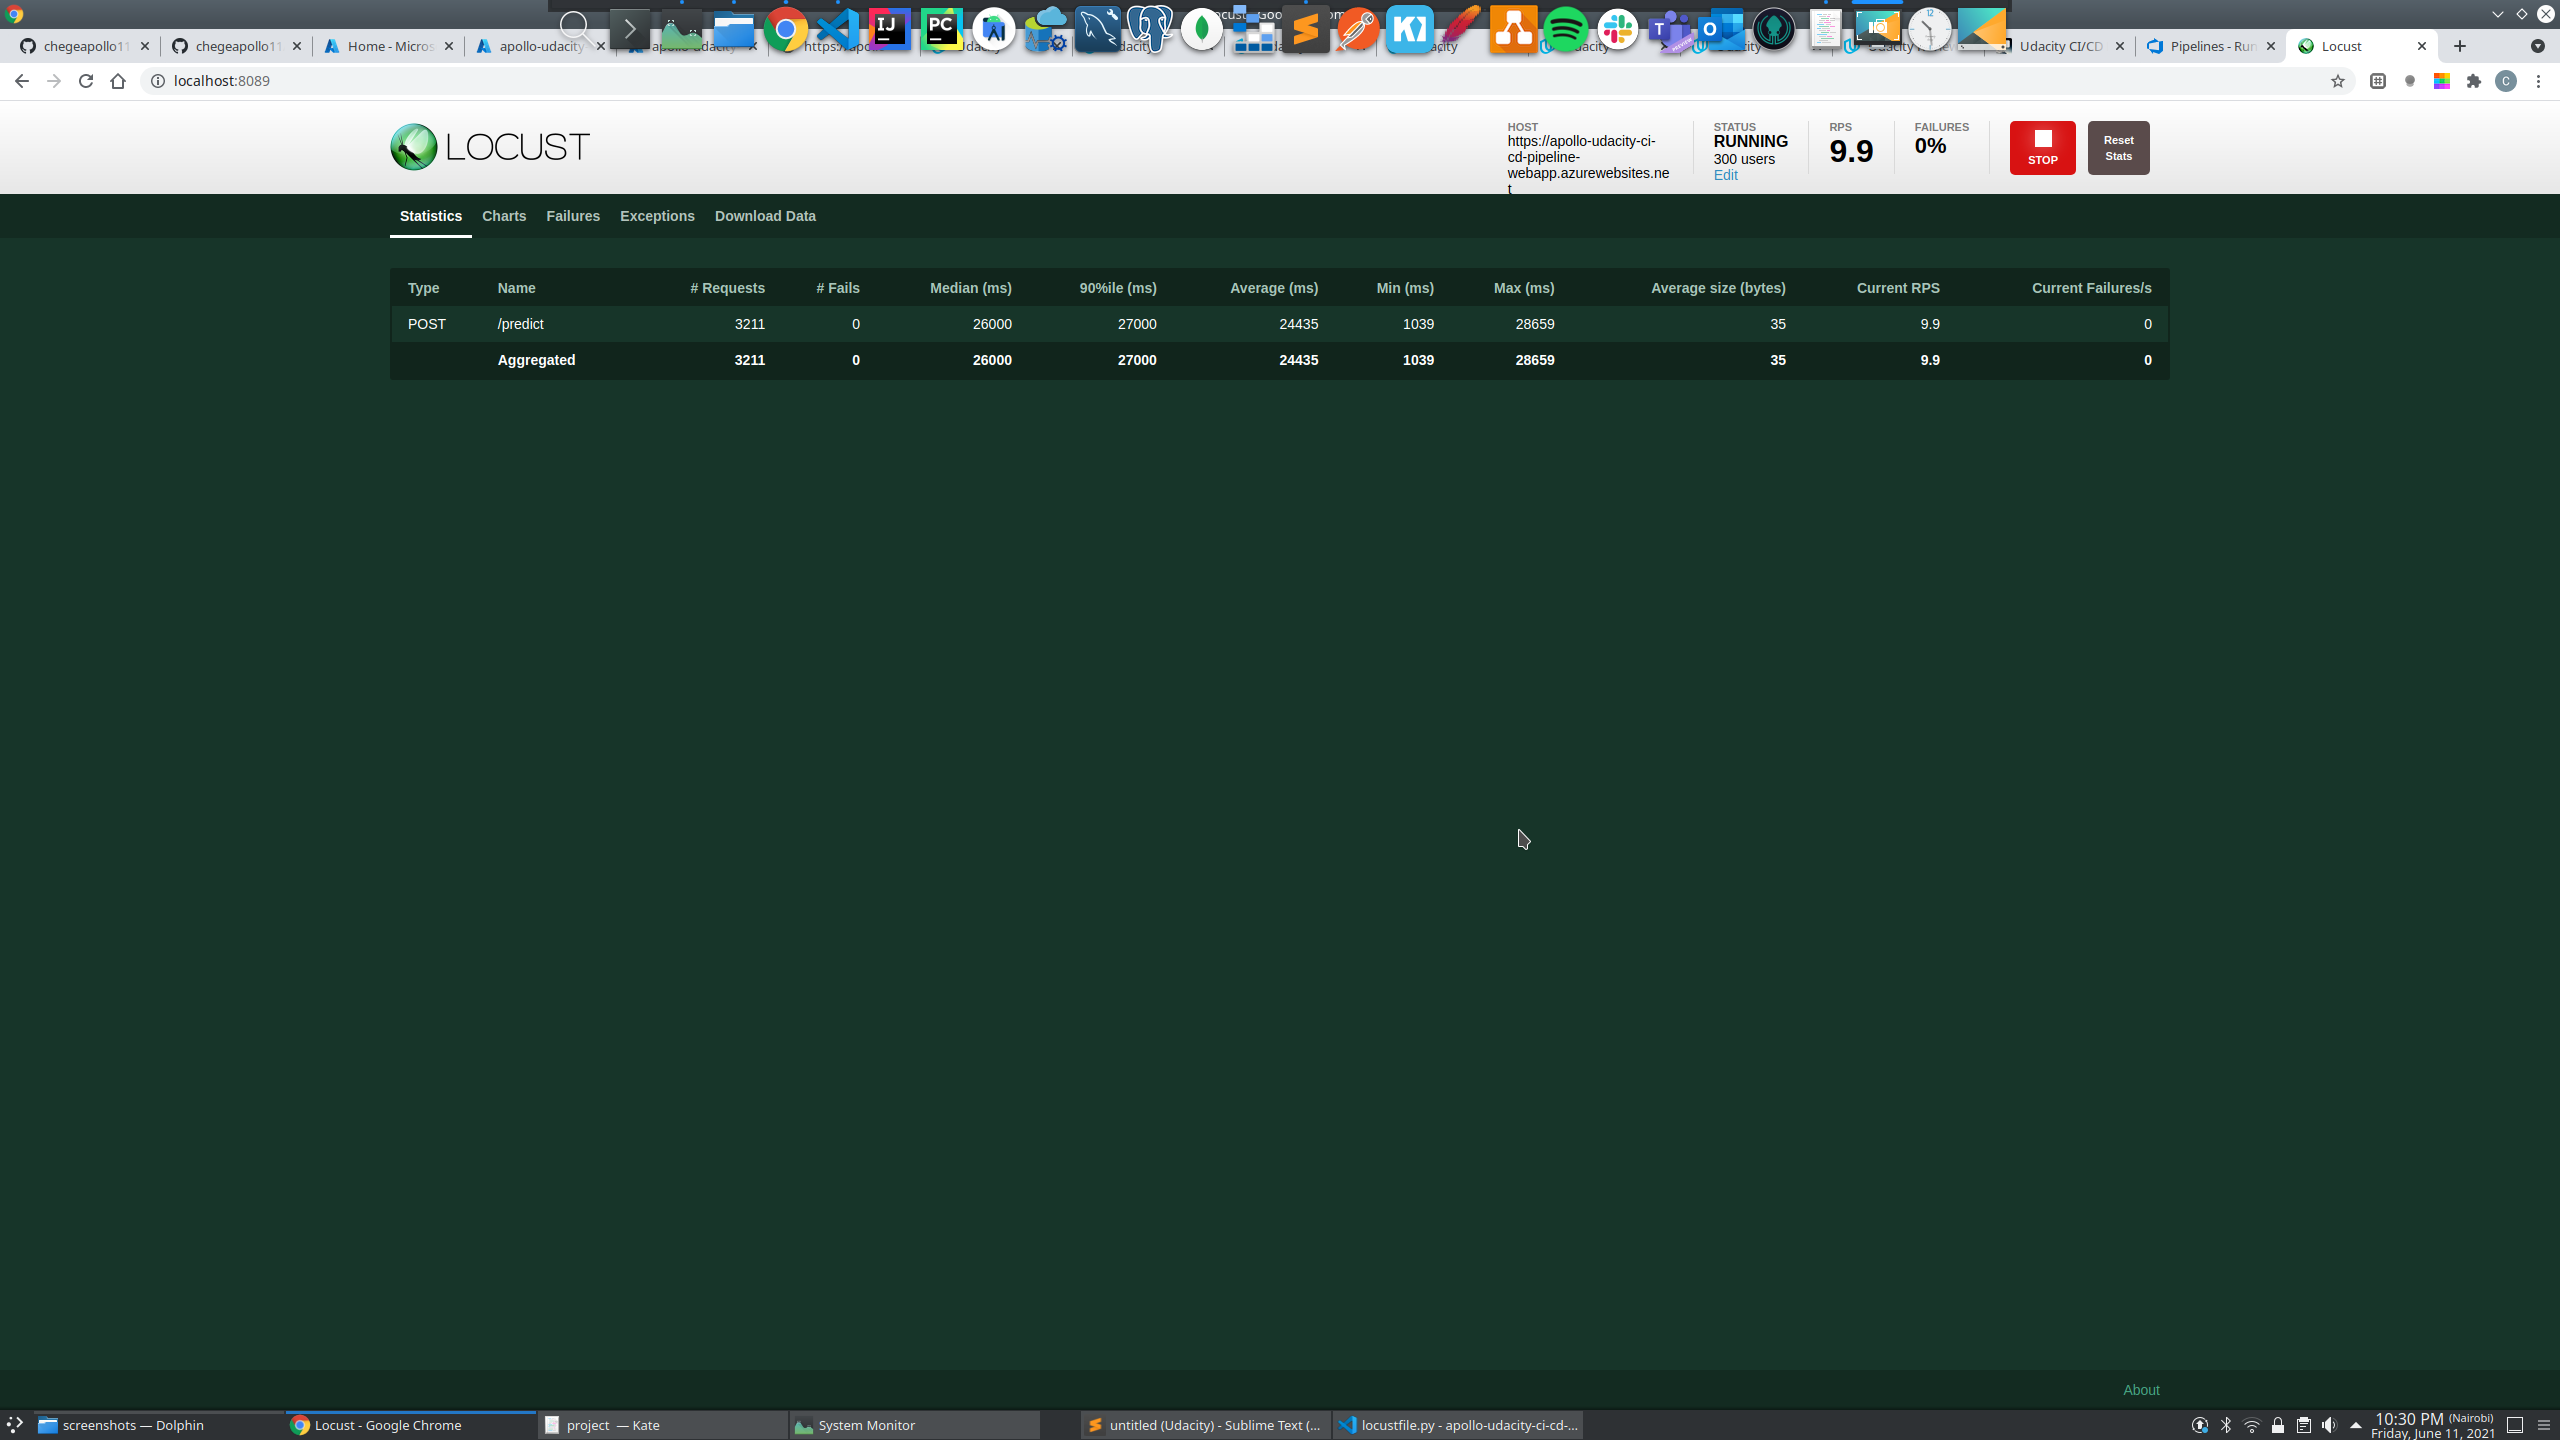 chegeapollo11
chegeapollo11
Home - Micros
apollo-udacity
Udacity CI/CD
Pipelines - Run
Locust
localhost:8089
C
LOCUST
HOST
https://apollo-udacity-ci-
cd-pipeline-
webapp.azurewebsites.ne
t
STATUS
RUNNING
300 users
Edit
RPS
9.9
FAILURES
0%
STOP
Reset
Stats
Statistics Charts Failures Exceptions Download Data
Type Name # Requests # Fails Median (ms) 90%ile (ms) Average (ms) Min (ms) Max (ms) Average size (bytes) Current RPS Current Failures/s
POST /predict 3211 0 26000 27000 24435 1039 28659 35 9.9 0
Aggregated 3211 0 26000 27000 24435 1039 28659 35 9.9 0
About
screenshots — Dolphin
Locust - Google Chrome
project — Kate
System Monitor
untitled (Udacity) - Sublime Text (...
locustfile.py - apollo-udacity-ci-cd-...
10:30 PM (Nairobi)
Friday, June 11, 2021